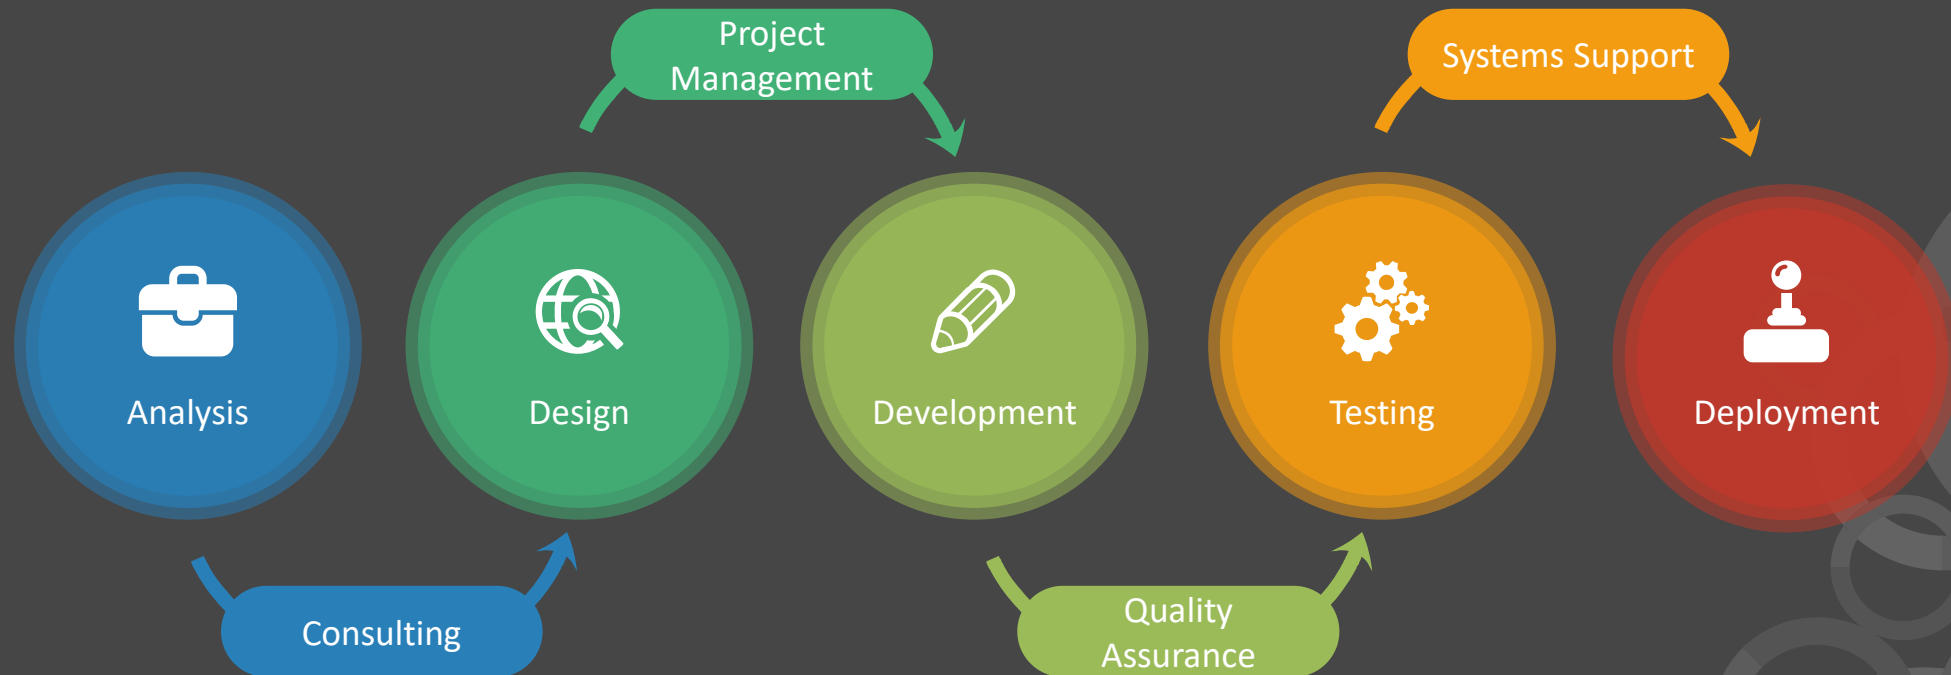 Project
Management
Systems Support
Analysis
Design
Development
Testing
Deployment
Consulting
Quality
Assurance